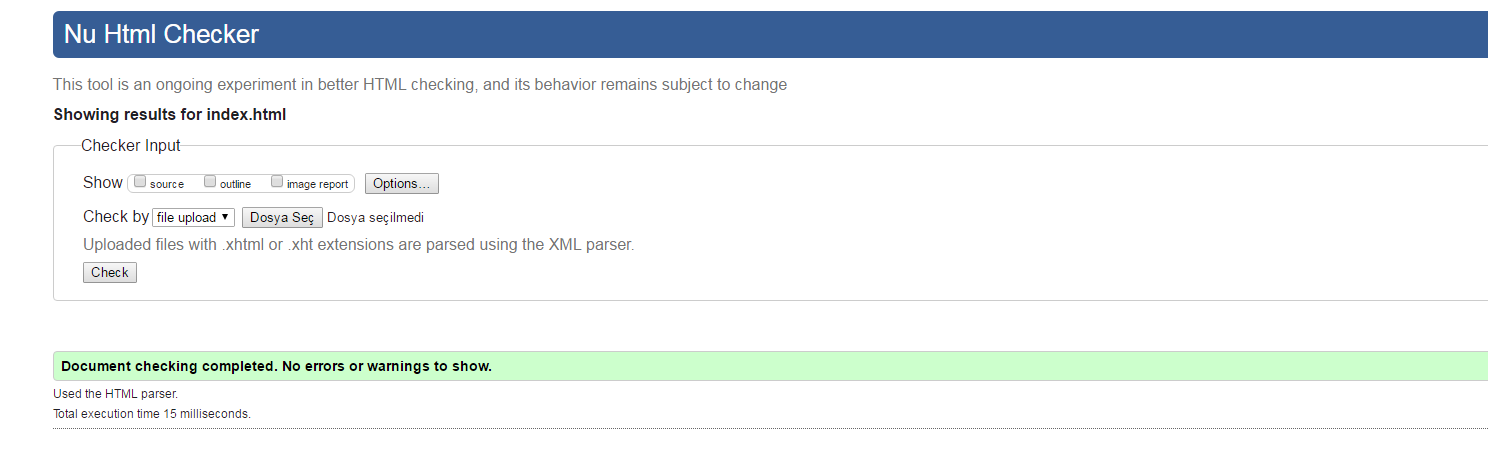 Nu Html Checker
This tool is an ongoing experiment in better HTML checking, and its behavior remains subject to change
Showing results for index.html
Checker Input
Show source outline image report Options...
Check by file upload Dosya Seç Dosya seçilmedi
Uploaded files with .xhtml or .xht extensions are parsed using the XML parser.
Check
Document checking completed. No errors or warnings to show.
Used the HTML parser.
Total execution time 15 milliseconds.